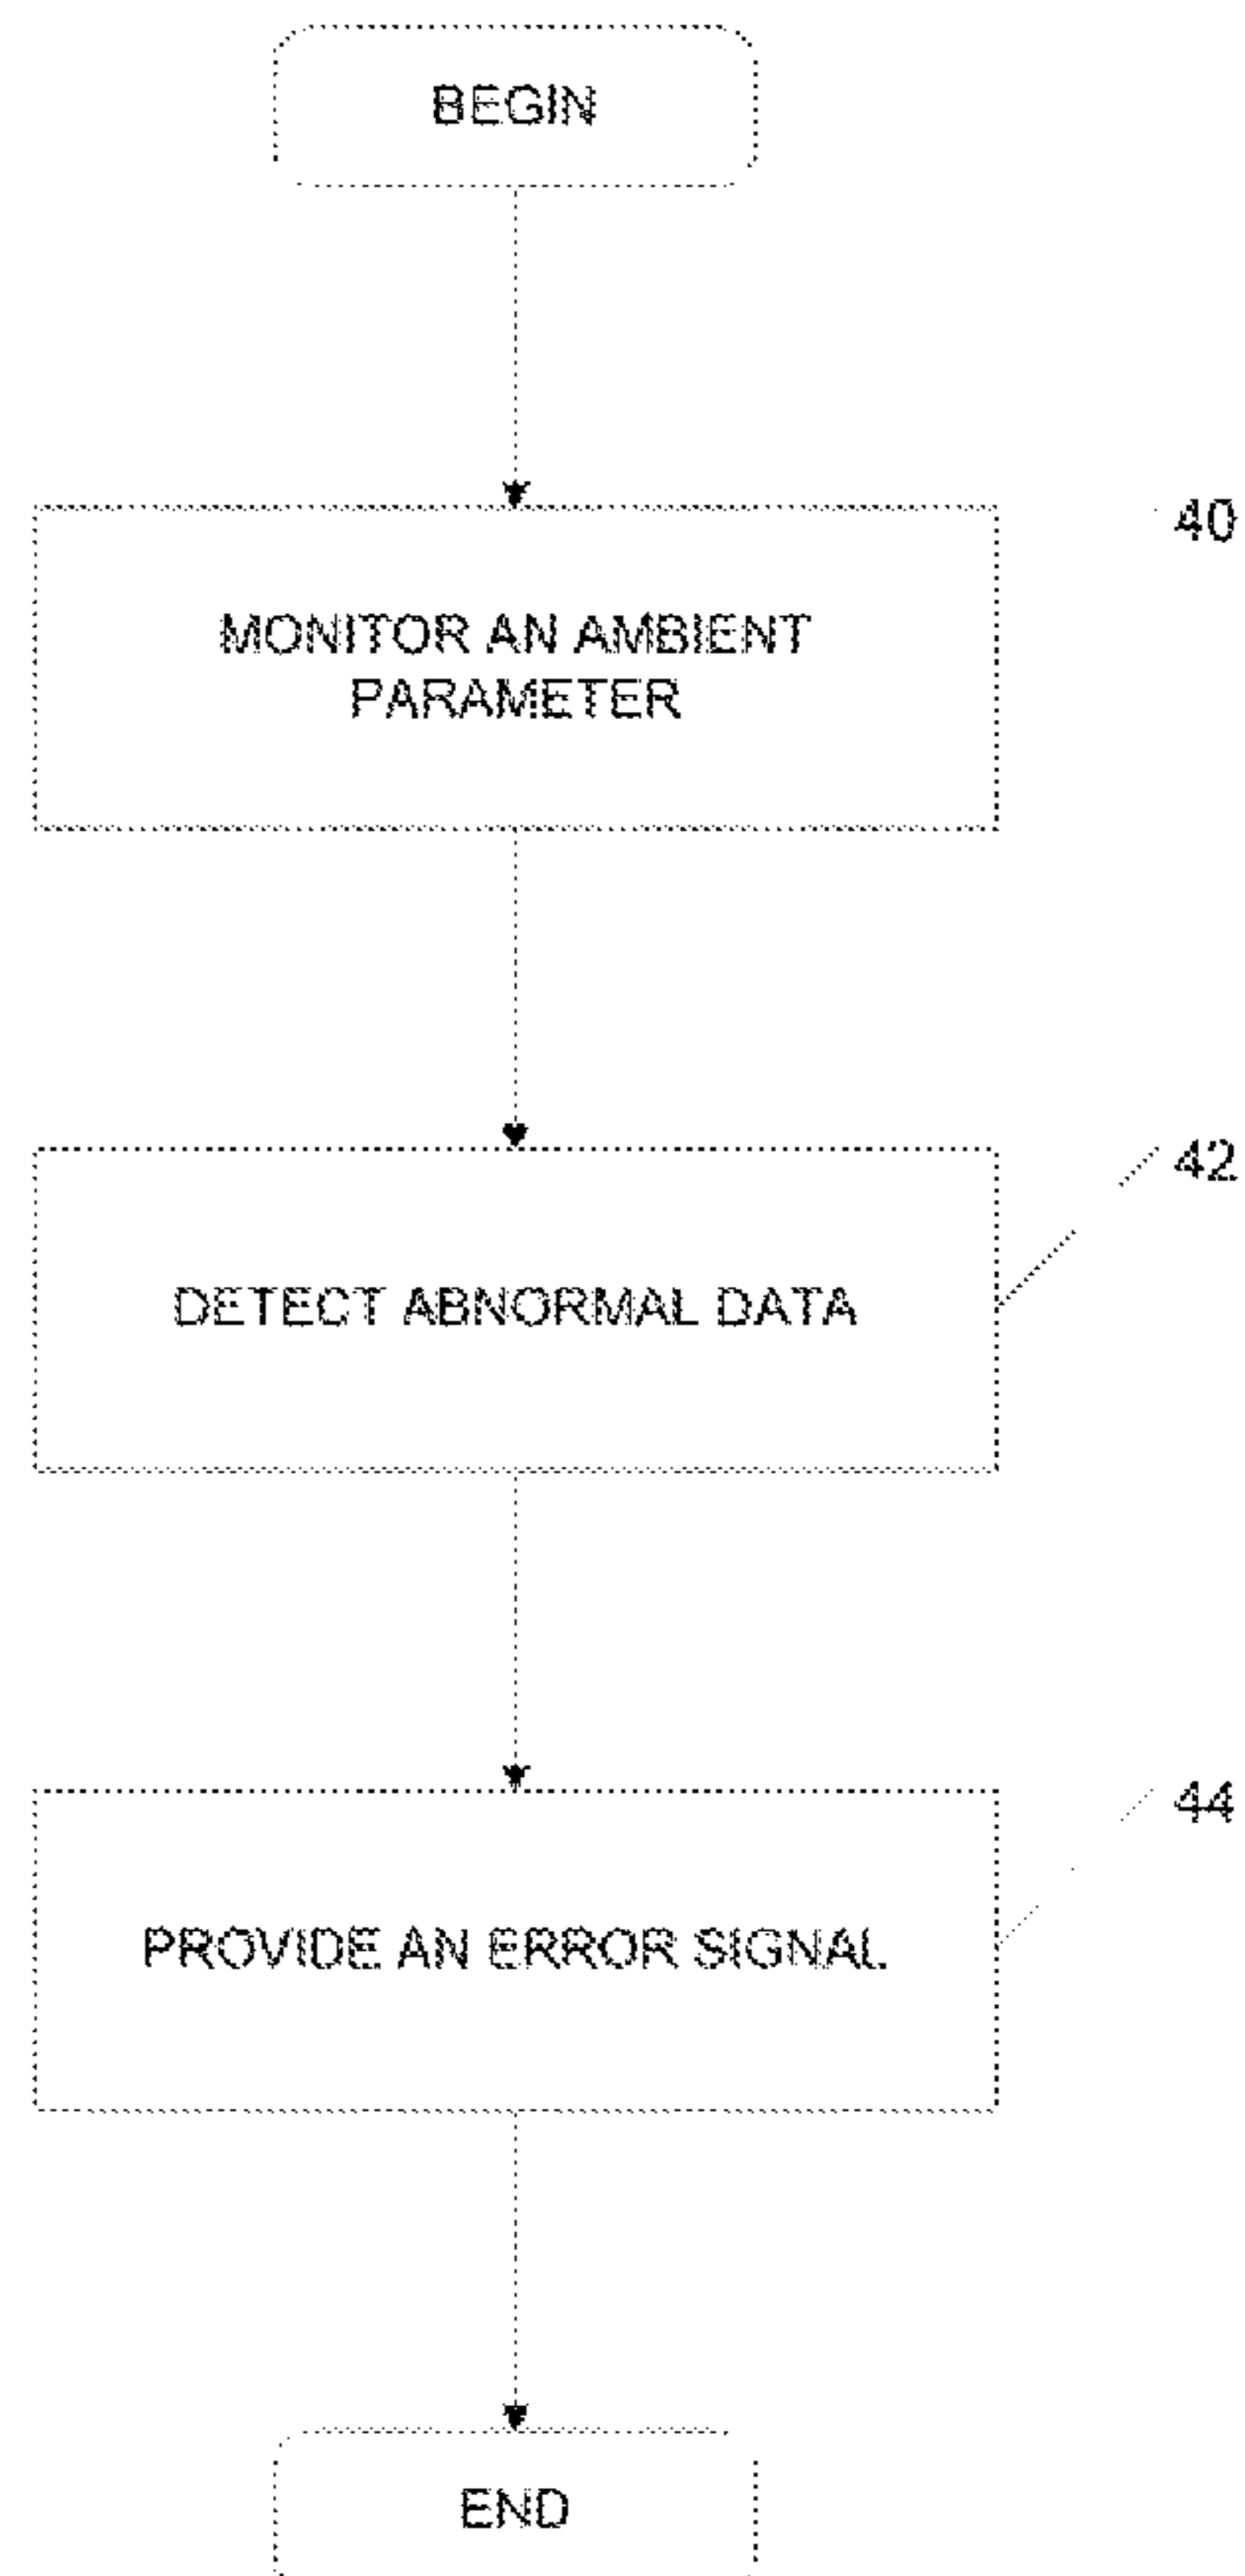 BEGIN
40
MONITOR AN AMBIENT
PARAMETER
42
DETECT ABNORMAL DATA
44
PROVIDE AN ERROR SIGNAL
END